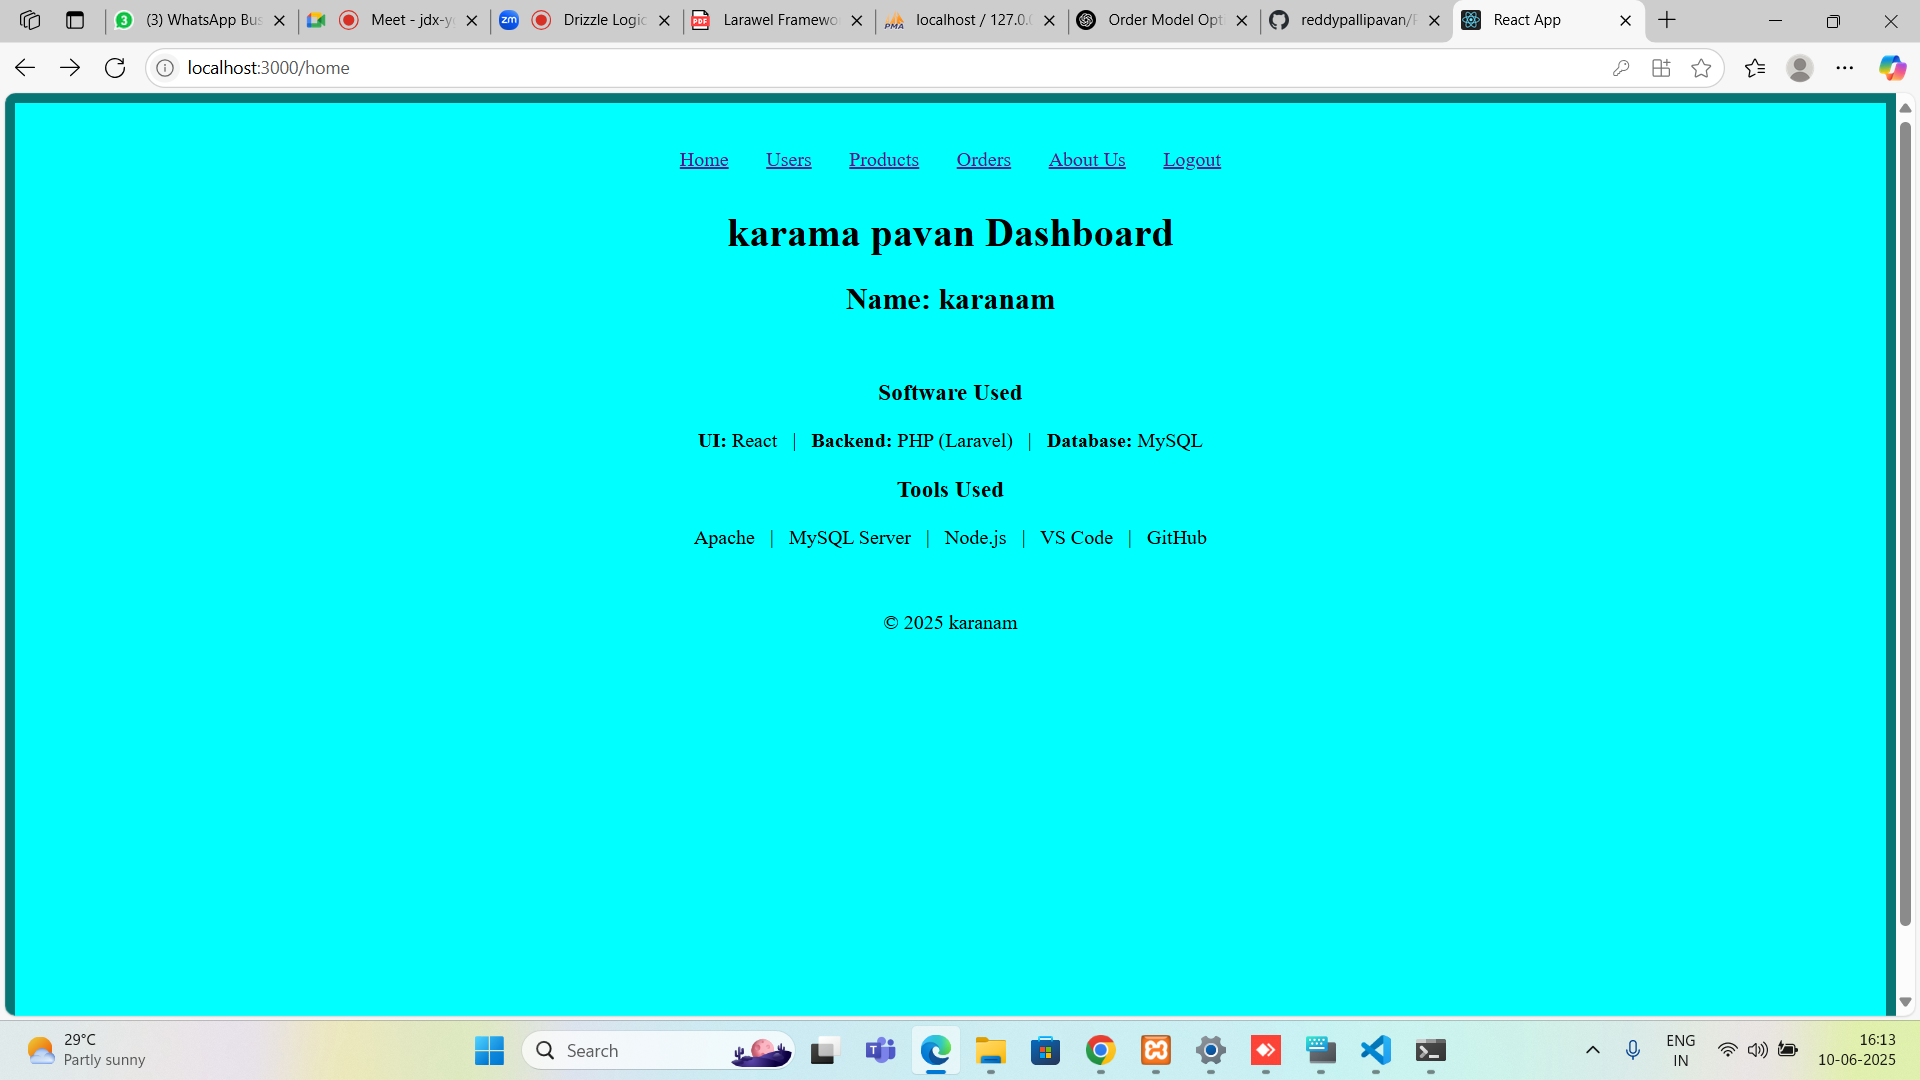 (3) WhatsApp Bus
Meet - jdx-y
Drizzle Logic
Larawel Framewo
localhost / 127.0.0
Order Model Opt
reddypallipavan/
React App
localhost:3000/home
Home Users Products Orders About Us Logout
karama pavan Dashboard
Name: karanam
Software Used
UI: React | Backend: PHP (Laravel) | Database: MySQL
Tools Used
Apache | MySQL Server | Node.js | VS Code | GitHub
© 2025 karanam
29°C
Partly sunny
Search
ENG
IN
16:13
10-06-2025